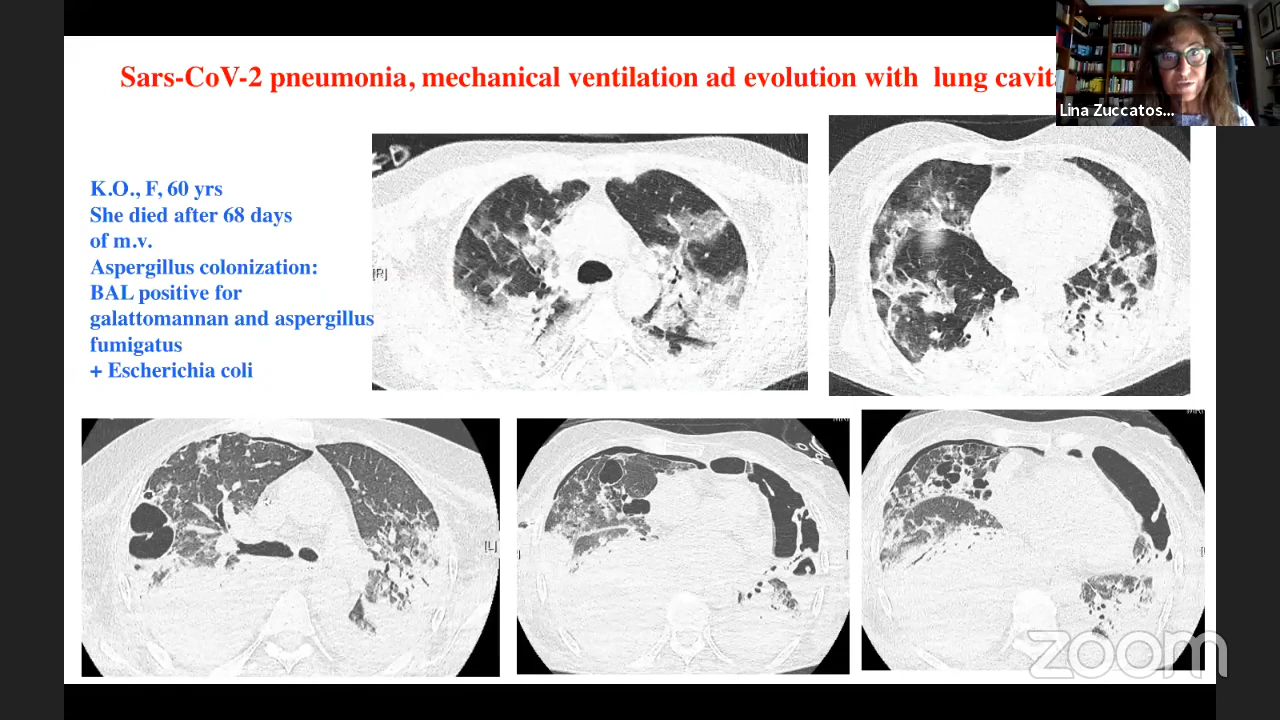 Sars-CoV-2 pneumonia, mechanical ventilation ad evolution with lung
Lina Zuccatos...
K.O., F, 60 yrs
She died after 68 days
of m.v.
Aspergillus colonization:
BAL positive for
galattomannan and aspergillus
fumigatus
+ Escherichia coli
[R]
[L]
zoom